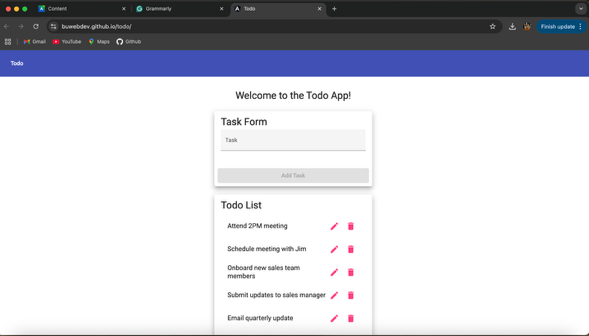 Content
Grammarly
Todo
buwebdev.github.io/todo/
Finish update
Gmail
YouTube
Maps
Github
Todo
Welcome to the Todo App!
Task Form
Task
Add Task
Todo List
Attend 2PM meeting
Schedule meeting with Jim
Onboard new sales team
members
Submit updates to sales manager
Email quarterly update